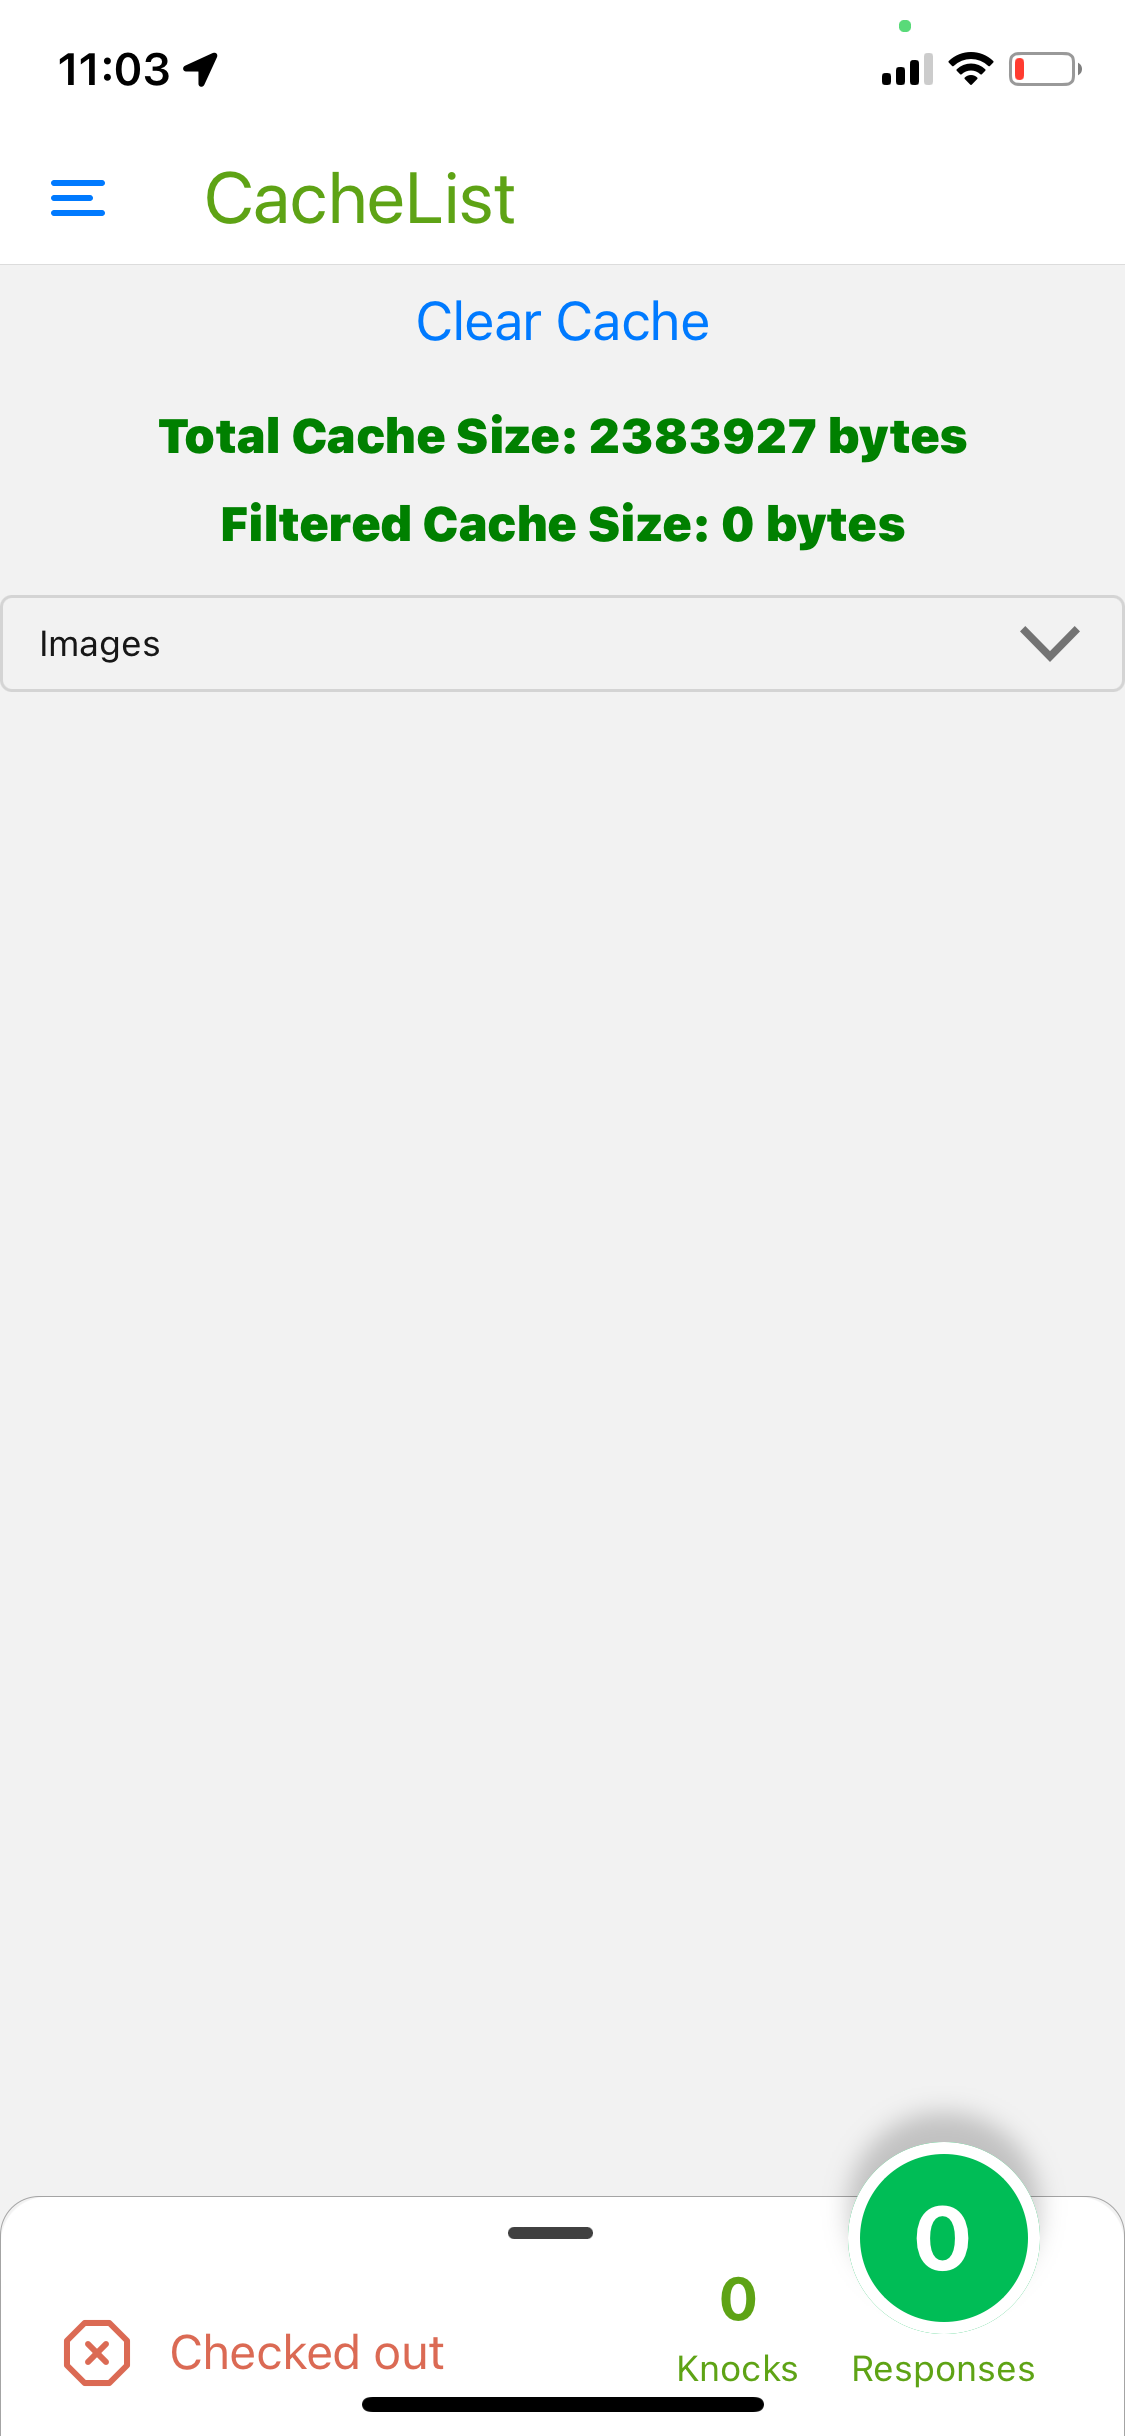 11:03
CacheList
Clear Cache
Total Cache Size: 2383927 bytes
Filtered Cache Size: 0 bytes
Images
0
0
Checked out
Knocks
Responses